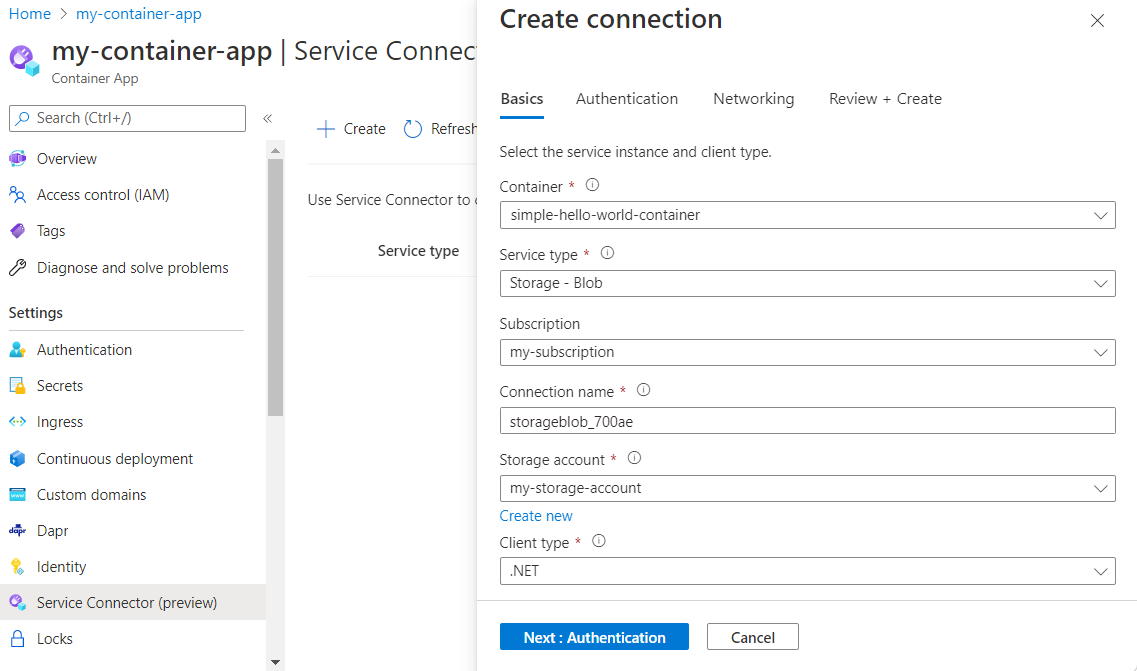 Home > my-container-app
my-container-app | Service Connec
Container App
Search (Ctrl+/)
«
Overview
Access control (IAM)
Tags
Diagnose and solve problems
Settings
Authentication
Secrets
Ingress
Continuous deployment
Custom domains
Dapr
Identity
Service Connector (preview)
Locks
Create Refresh
Use Service Connector to
Service type
Create connection
Basics Authentication Networking Review + Create
Select the service instance and client type.
Container *
simple-hello-world-container
Service type *
Storage - Blob
Subscription
my-subscription
Connection name *
storageblob_700ae
Storage account *
my-storage-account
Create new
Client type *
.NET
Next : Authentication Cancel